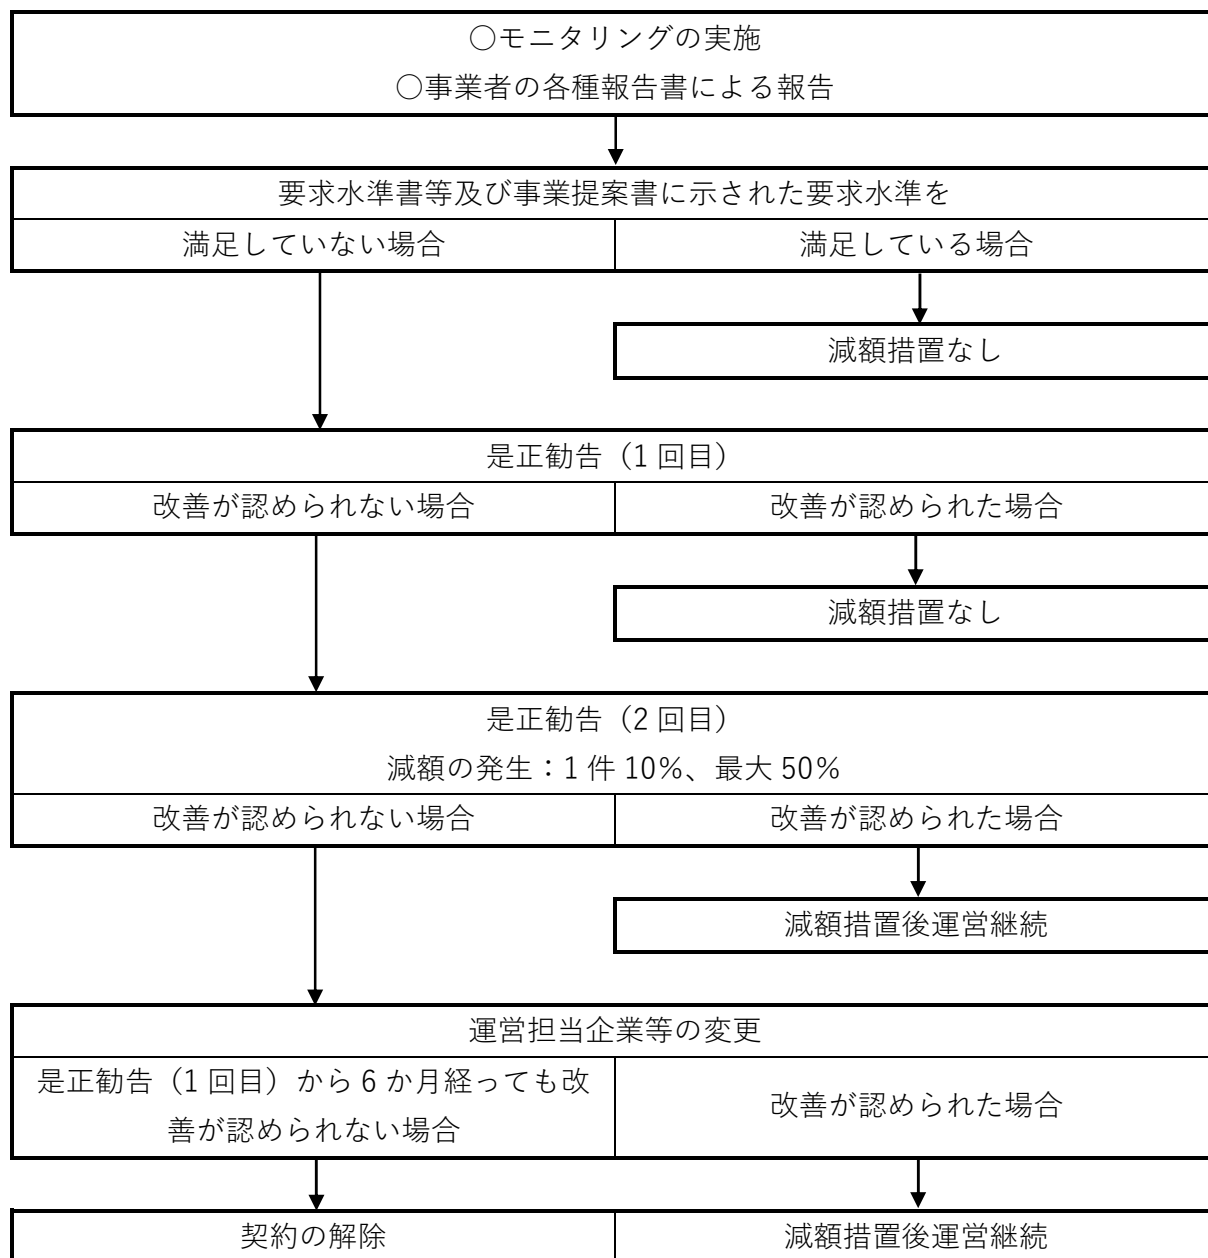 ○モニタリングの実施
○事業者の各種報告書による報告
要求水準書等及び事業提案書に示された要求水準を
満足していない場合
満足している場合
減額措置なし
是正勧告（1回目）
改善が認められない場合
改善が認められた場合
減額措置なし
是正勧告（2回目）
減額の発生：1件10％、最大50％
改善が認められない場合
改善が認められた場合
減額措置後運営継続
運営担当企業等の変更
是正勧告（1回目）から6か月経っても改
善が認められない場合
改善が認められた場合
契約の解除
減額措置後運営継続